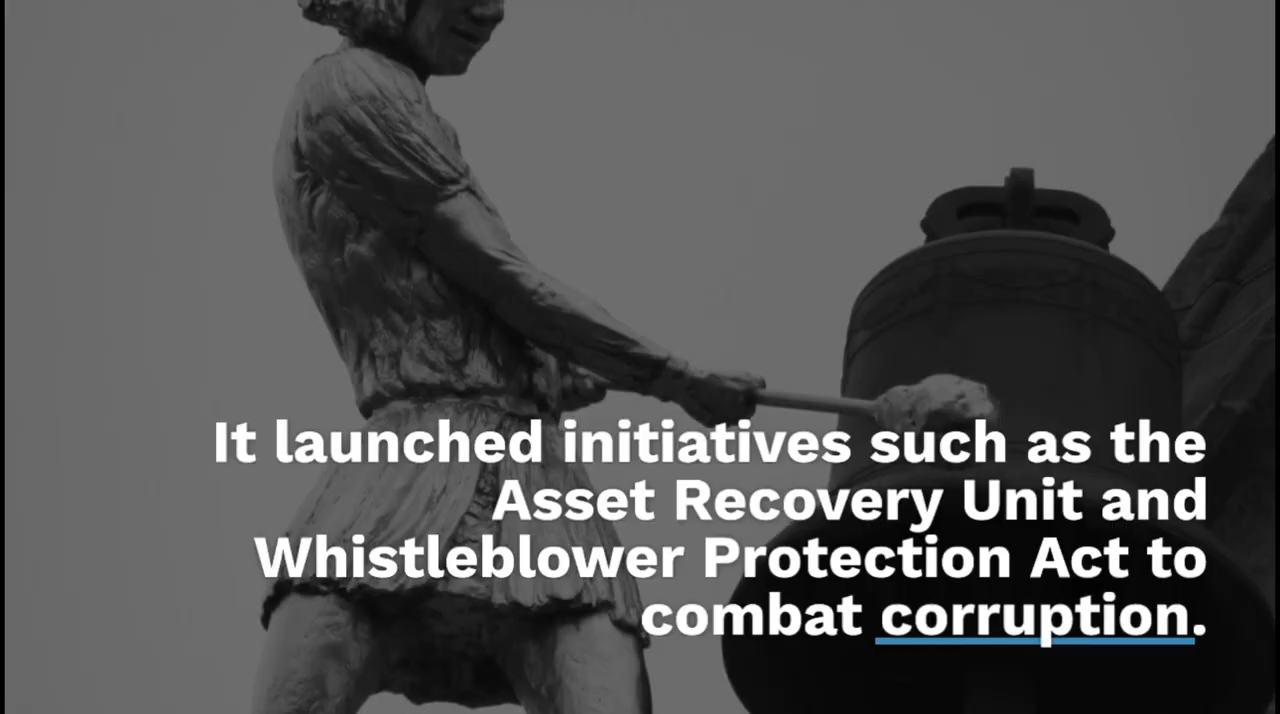 It launched initiatives such as the
Asset Recovery Unit and
Whistleblower Protection Act to
combat corruption.